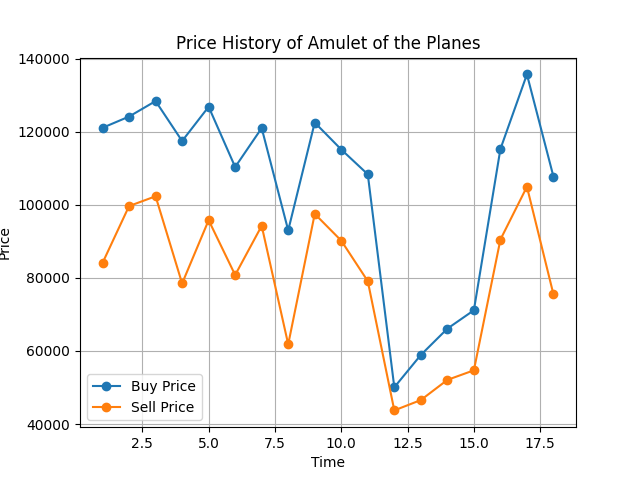 Price History of Amulet of the Planes
140000
120000
100000
80000
60000
40000
Price
Buy Price
Sell Price
2.5 5.0 7.5 10.0 12.5 15.0 17.5
Time